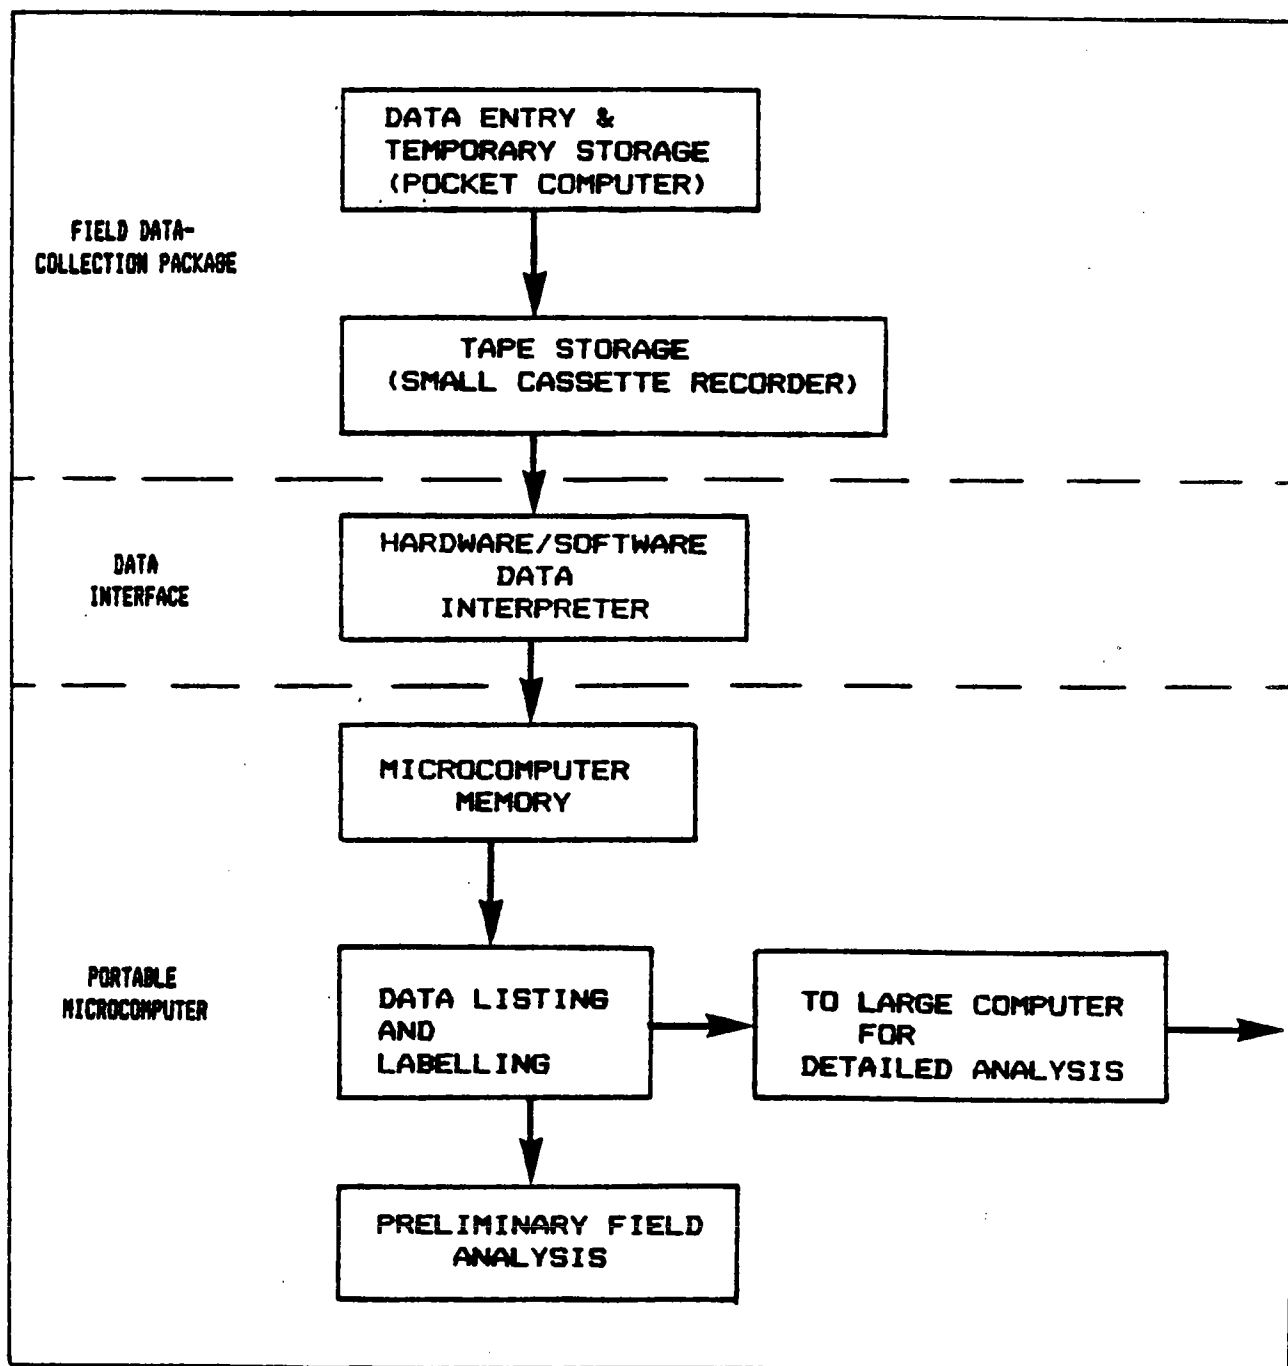 DATA ENTRY &
TEMPORARY STORAGE
(POCKET COMPUTER)
FIELD DATA-
COLLECTION PACKAGE
TAPE STORAGE
(SMALL CASSETTE RECORDER)
HARDWARE/SOFTWARE
DATA
INTERPRETER
DATA
INTERFACE
MICROCOMPUTER
MEMORY
PORTABLE
MICROCOMPUTER
DATA LISTING
AND
LABELLING
TO LARGE COMPUTER
FOR
DETAILED ANALYSIS
PRELIMINARY FIELD
ANALYSIS